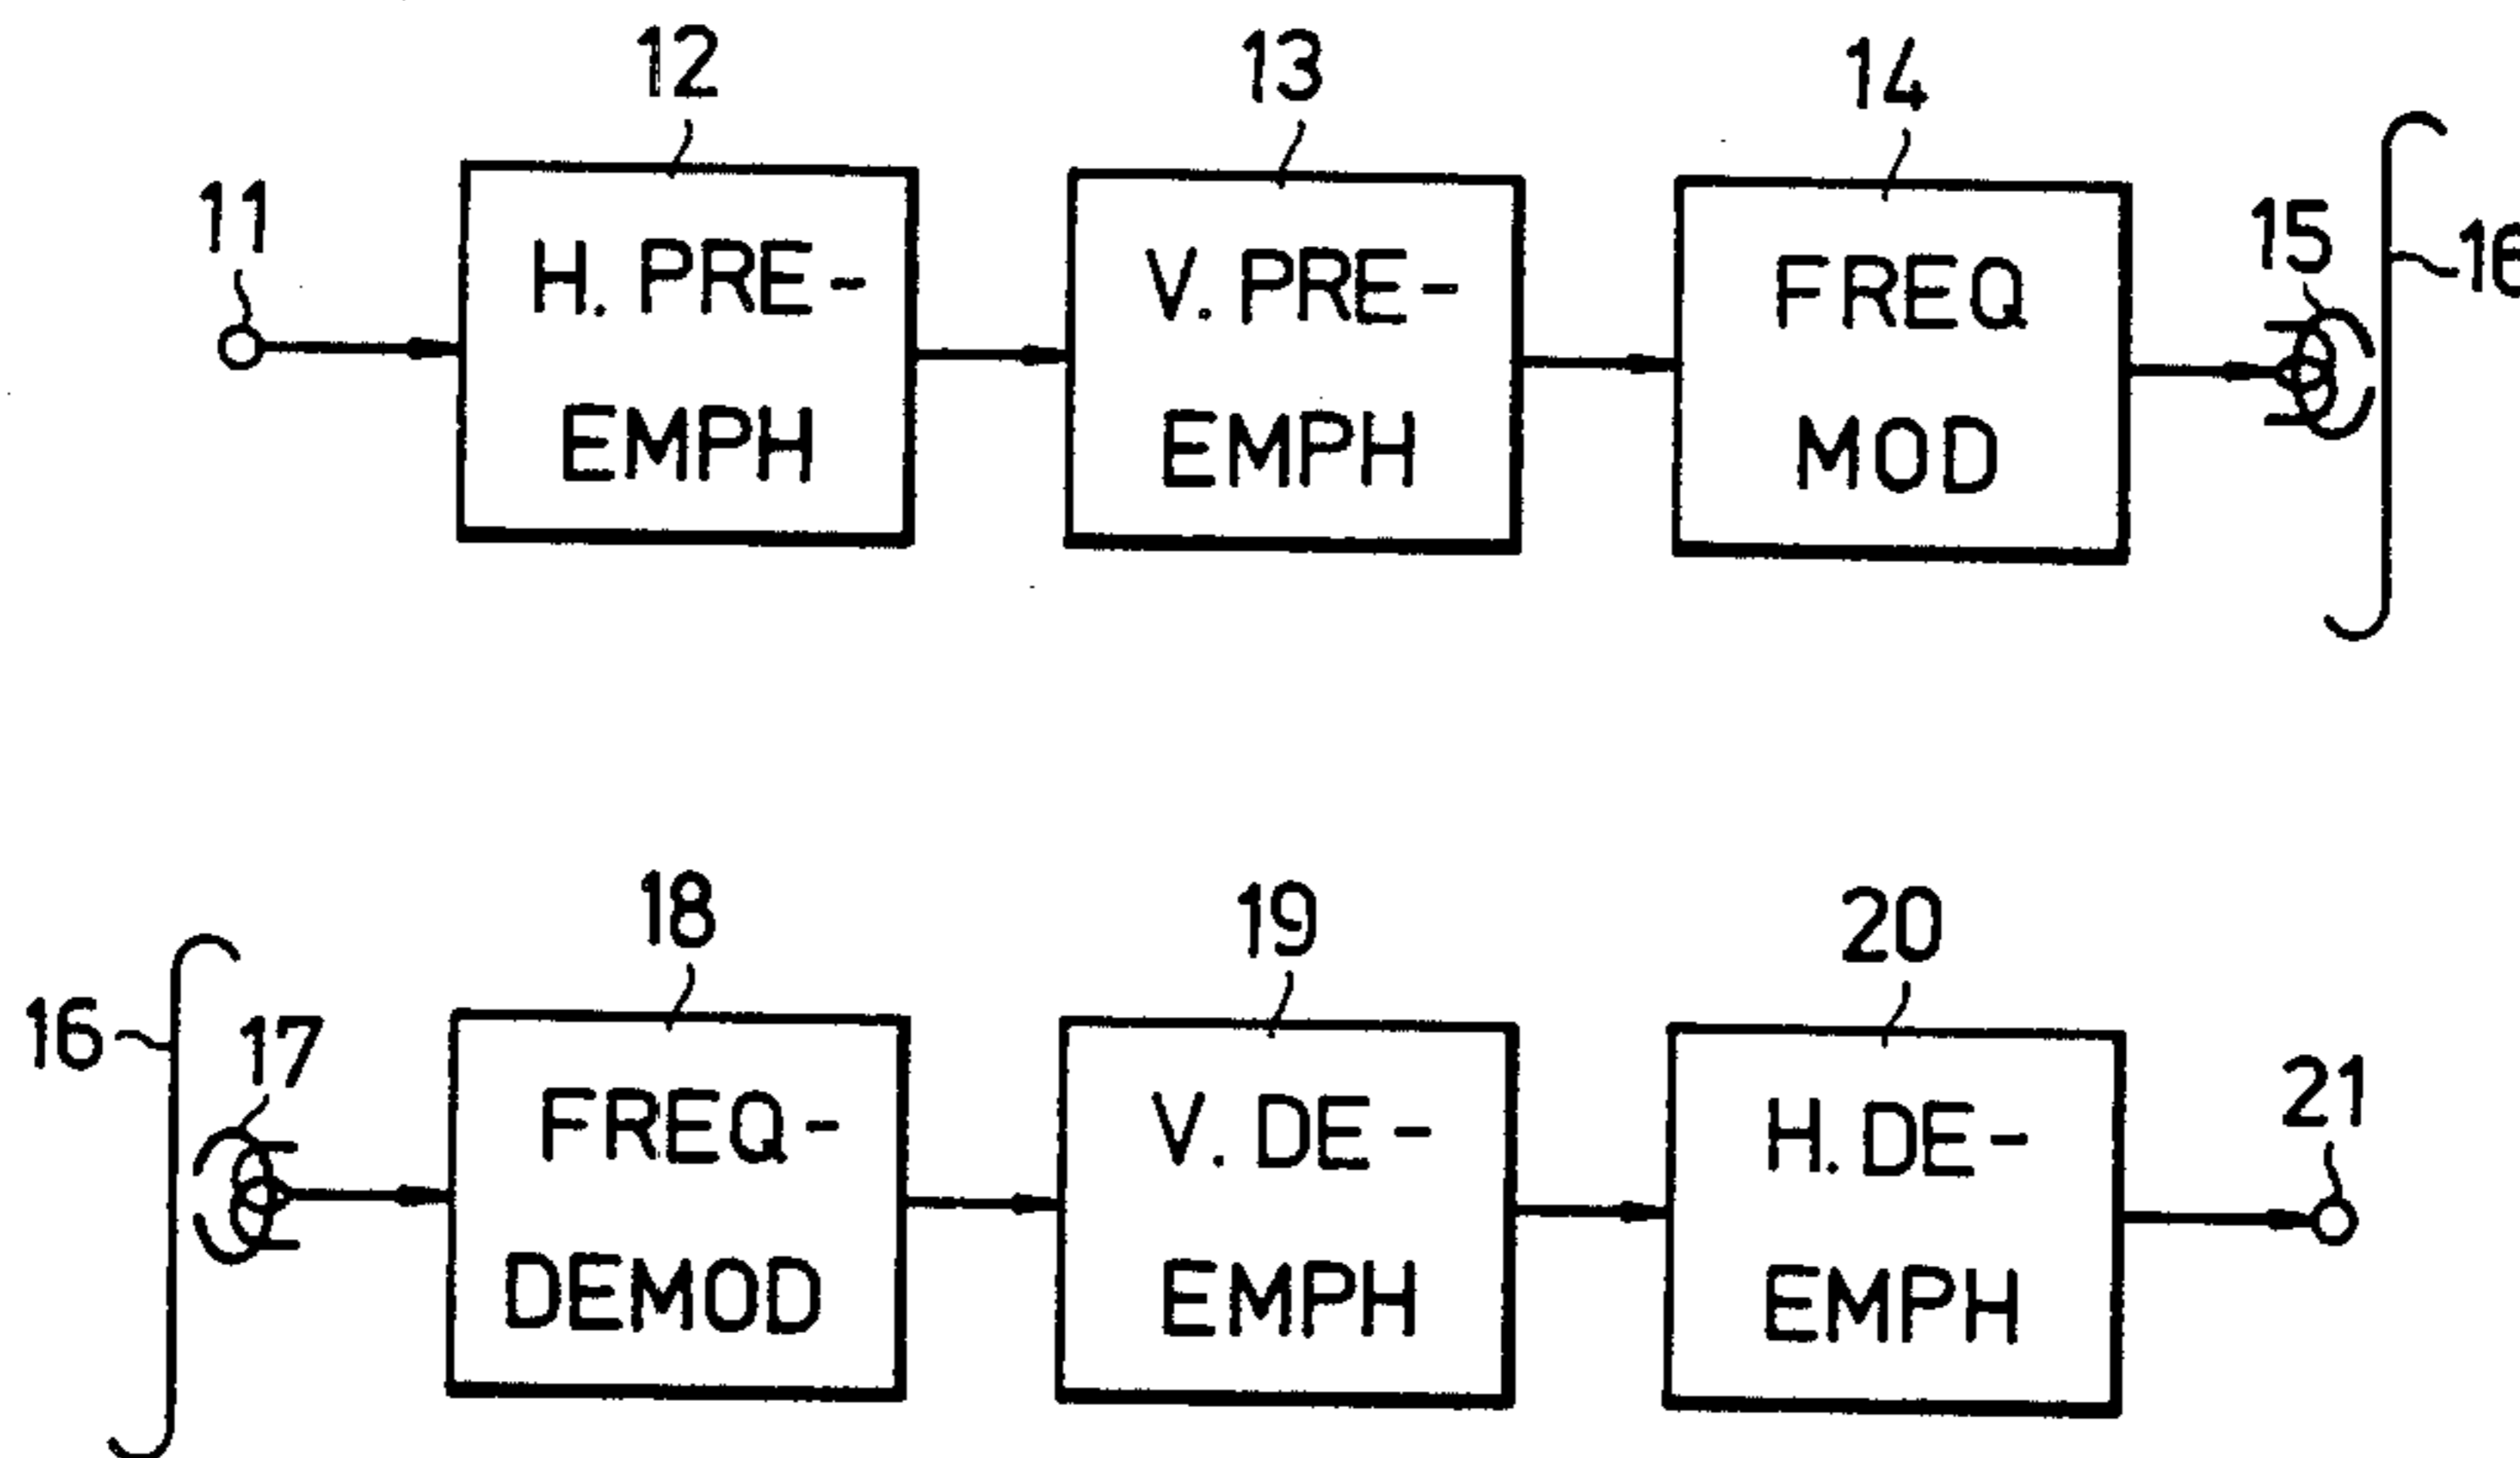 12
13
14
11
15
16
H. PRE-
EMPH
V. PRE-
EMPH
FREQ
MOD
18
19
20
16
17
21
FREQ-
DEMOD
V. DE-
EMPH
H. DE-
EMPH